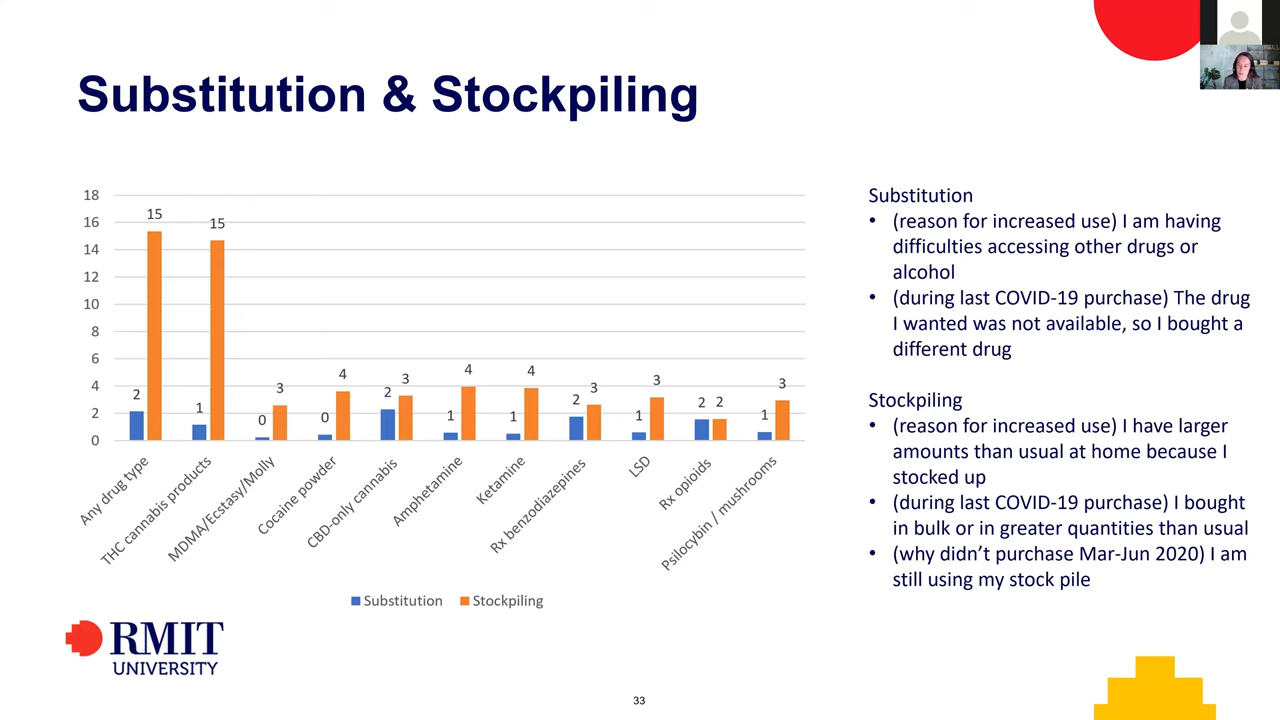 Substitution & Stockpiling
18
16
14
12
10
8
6
4
2
0
2
15
1
15
0
3
0
4
2
3
1
4
1
4
2
3
1
3
2
2
1
3
Any drug type
THC cannabis products
MDMA/Ecstasy/Molly
Cocaine powder
CBD-only cannabis
Amphetamine
Ketamine
Rx benzodiazepines
LSD
Rx opioids
Psilocybin / mushrooms
Substitution
Stockpiling
Substitution
• (reason for increased use) I am having
difficulties accessing other drugs or
alcohol
• (during last COVID-19 purchase) The drug
I wanted was not available, so I bought a
different drug
Stockpiling
• (reason for increased use) I have larger
amounts than usual at home because I
stocked up
• (during last COVID-19 purchase) I bought
in bulk or in greater quantities than usual
• (why didn’t purchase Mar-Jun 2020) I am
still using my stock pile
RMIT
UNIVERSITY
33